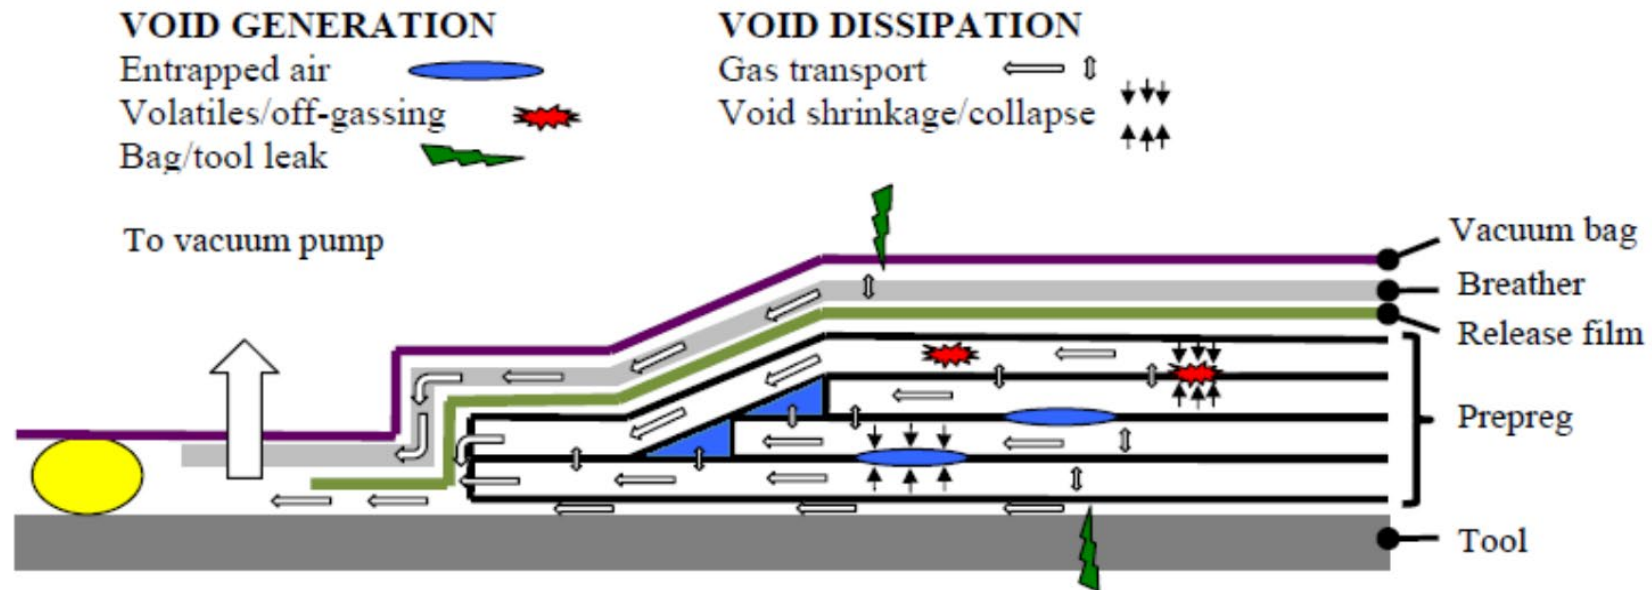 VOID GENERATION
Entrapped air
Volatiles/off-gassing
Bag/tool leak
VOID DISSIPATION
Gas transport
Void shrinkage/collapse
To vacuum pump
Vacuum bag
Breather
Release film
Prepreg
Tool